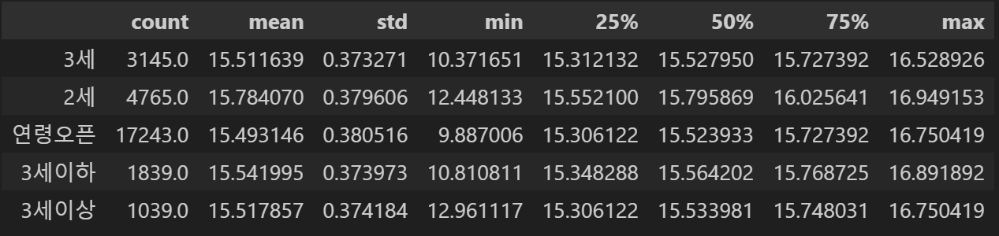 count mean std min 25% 50% 75% max
3세 3145.0 15.511639 0.373271 10.371651 15.312132 15.527950 15.727392 16.528926
2세 4765.0 15.784070 0.379606 12.448133 15.552100 15.795869 16.025641 16.949153
연령오픈 17243.0 15.493146 0.380516 9.887006 15.306122 15.523933 15.727392 16.750419
3세이하 1839.0 15.541995 0.373973 10.810811 15.348288 15.564202 15.768725 16.891892
3세이상 1039.0 15.517857 0.374184 12.961117 15.306122 15.533981 15.748031 16.750419